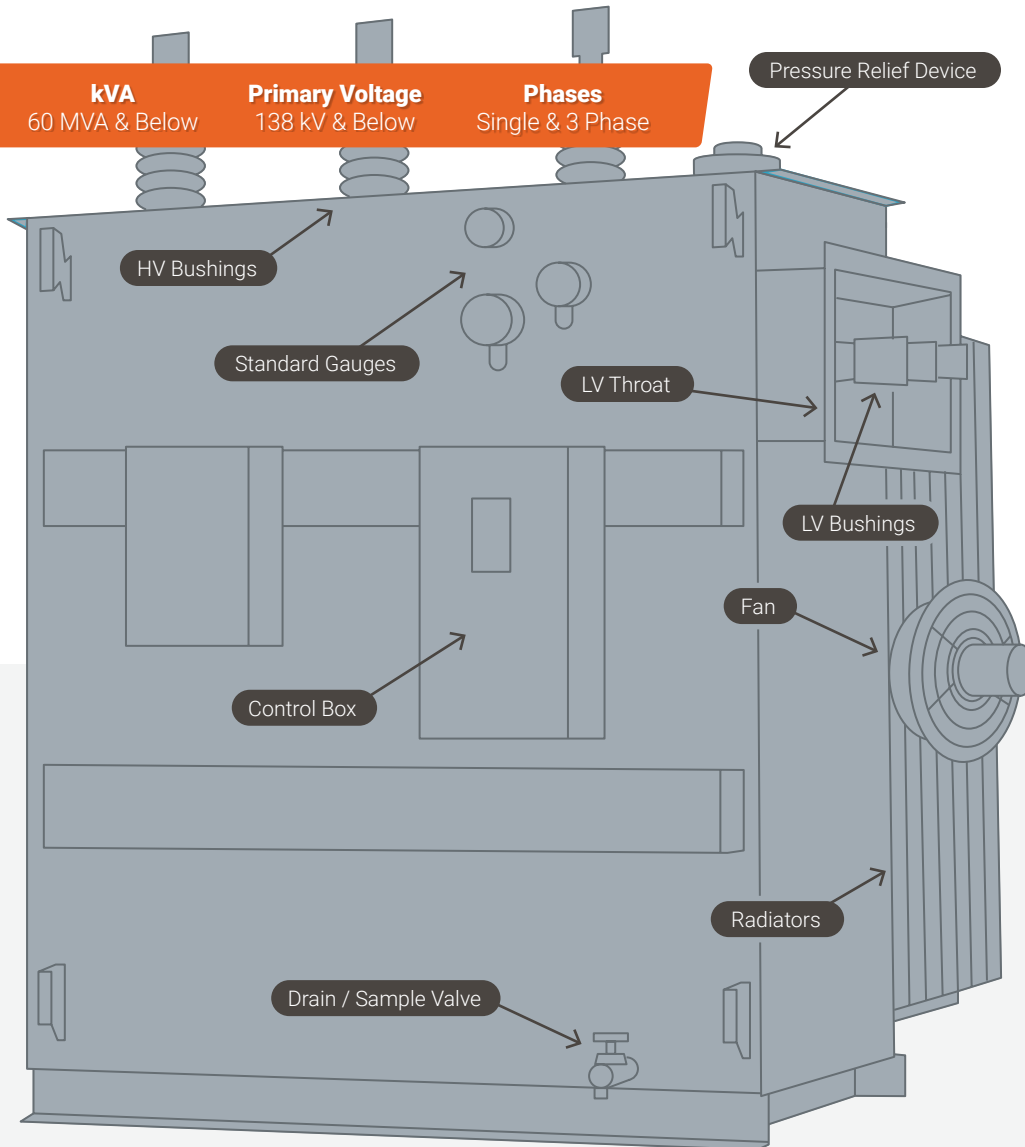 Pressure Relief Device
kVA
60 MVA & Below
Primary Voltage
138 kV & Below
Phases
Single & 3 Phase
HV Bushings
Standard Gauges
LV Throat
LV Bushings
Fan
Control Box
Radiators
Drain / Sample Valve